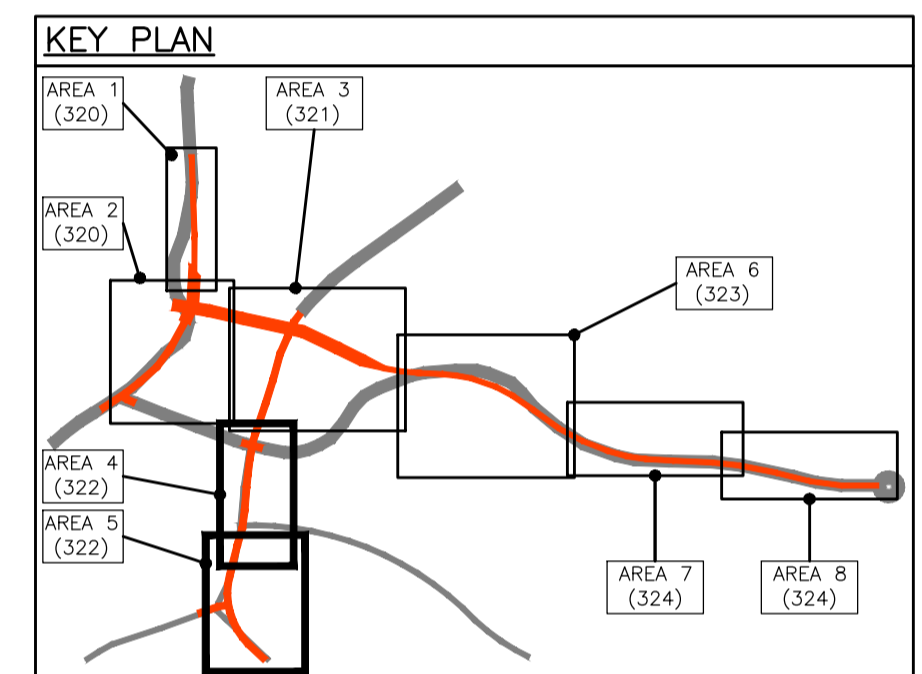 KEY PLAN
AREA 1
(320)
AREA 3
(321)
AREA 2
(320)
AREA 6
(323)
AREA 4
(322)
AREA 5
(322)
AREA 7
(324)
AREA 8
(324)